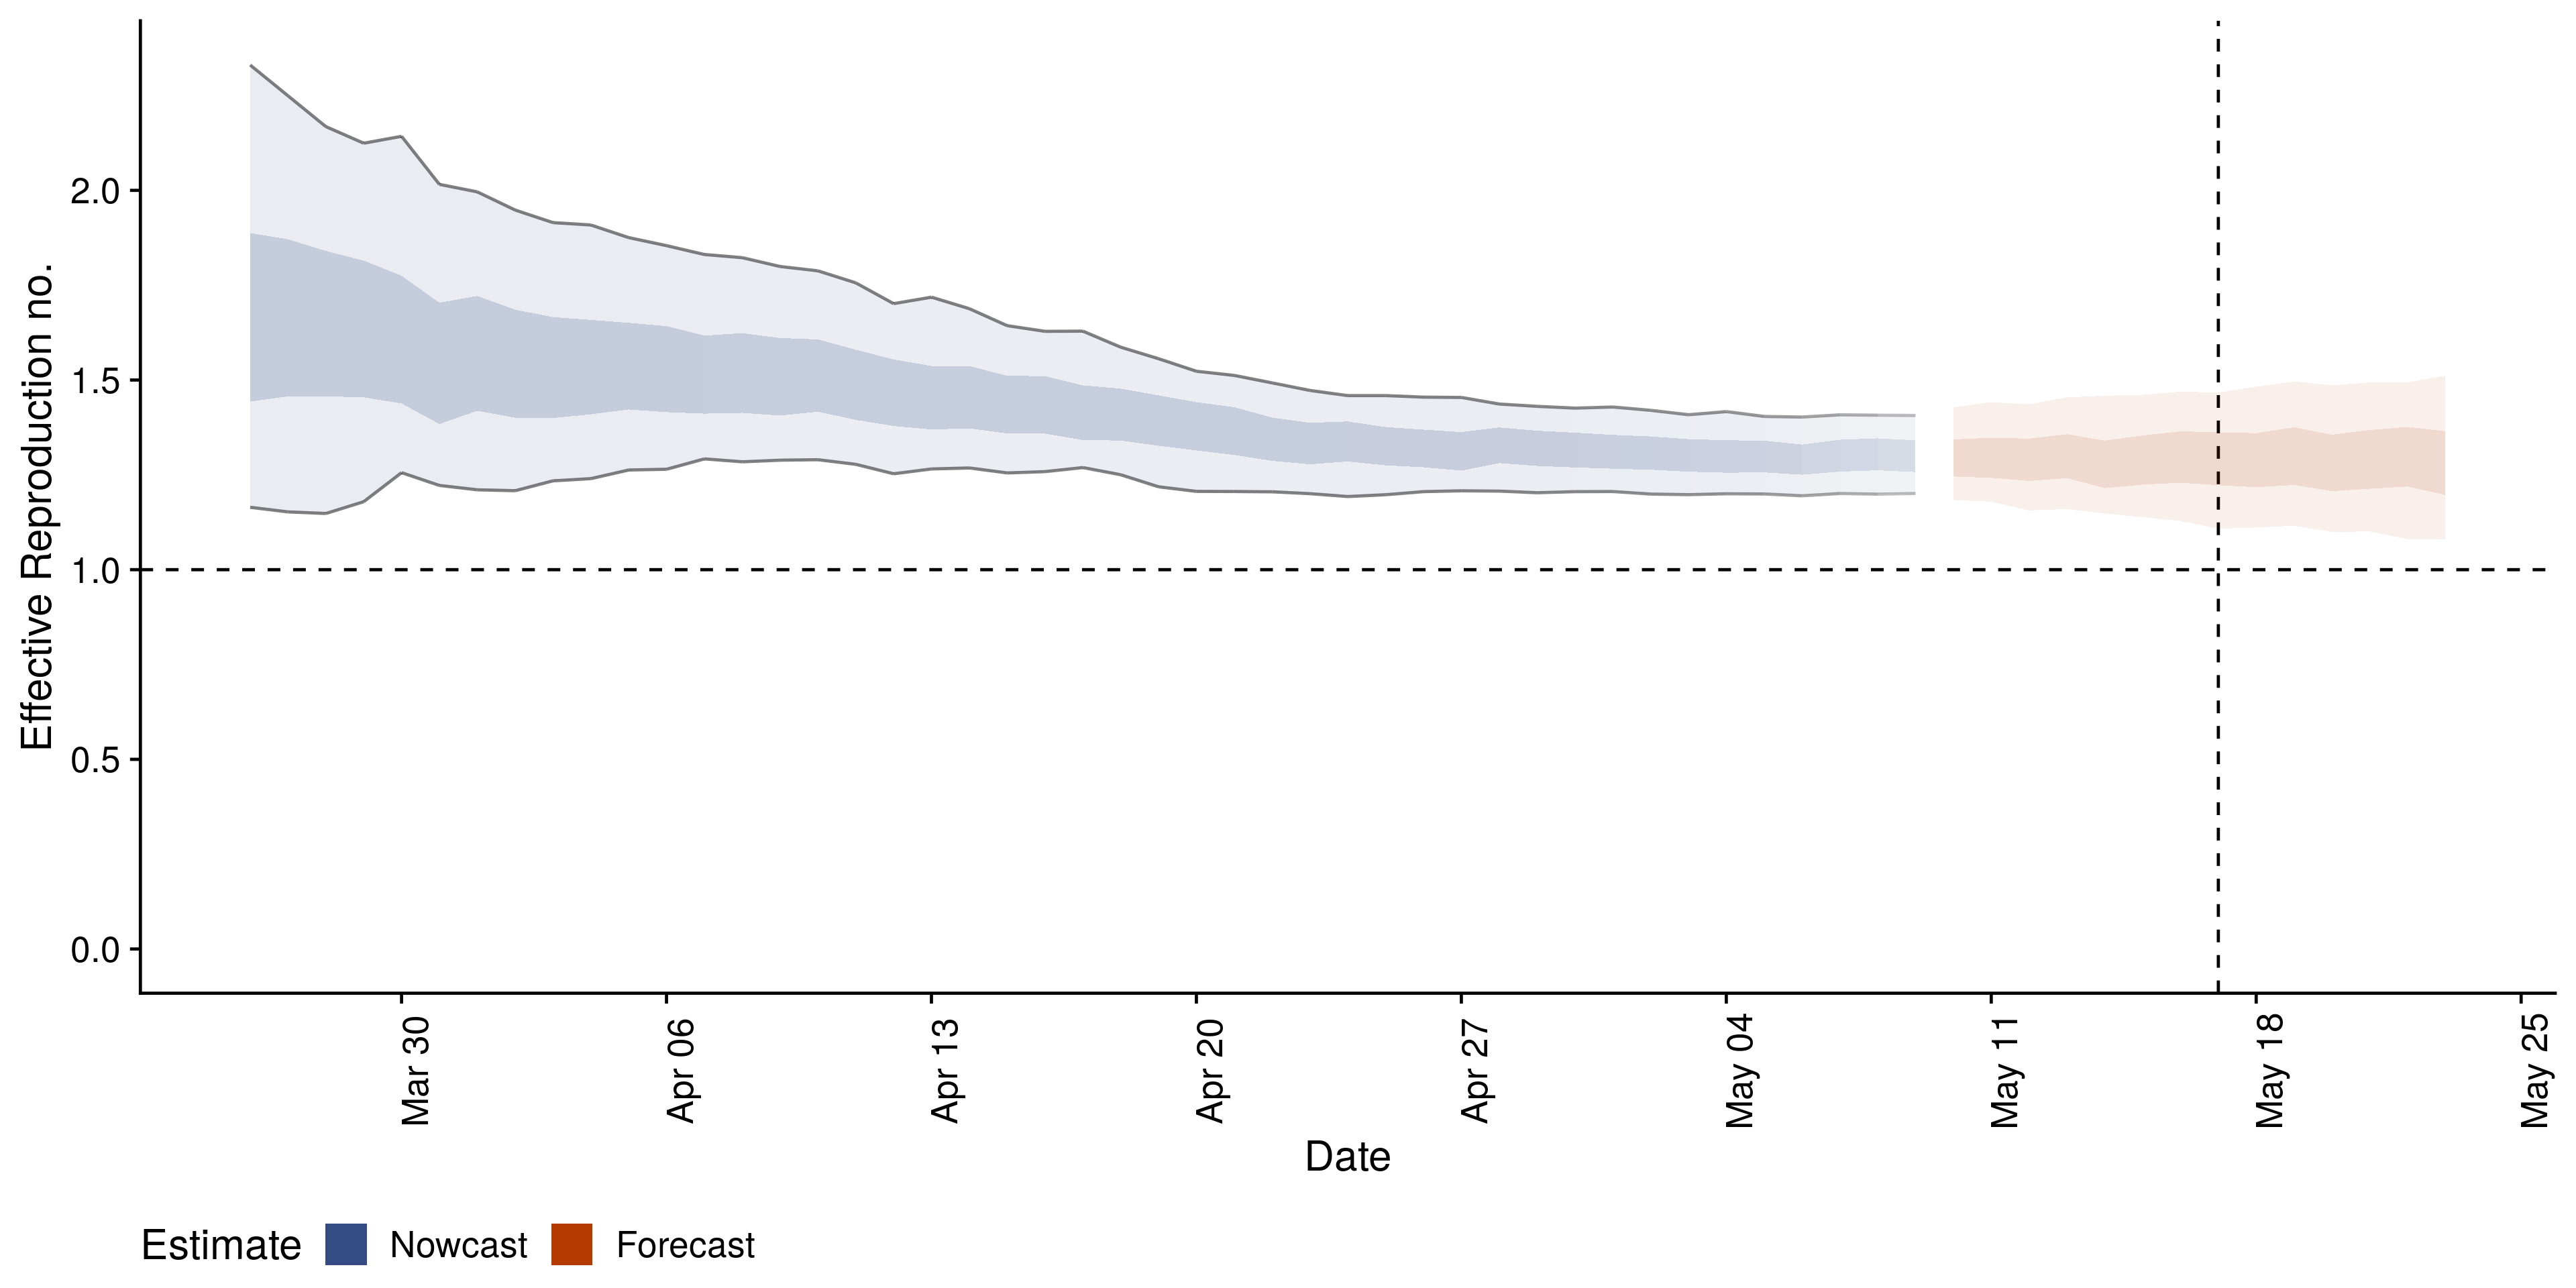 Effective Reproduction no.
2.0
1.5
1.0
0.5
0.0
Mar 30
Apr 06
Apr 13
Apr 20
Apr 27
May 04
May 11
May 18
May 25
Date
Estimate Nowcast Forecast